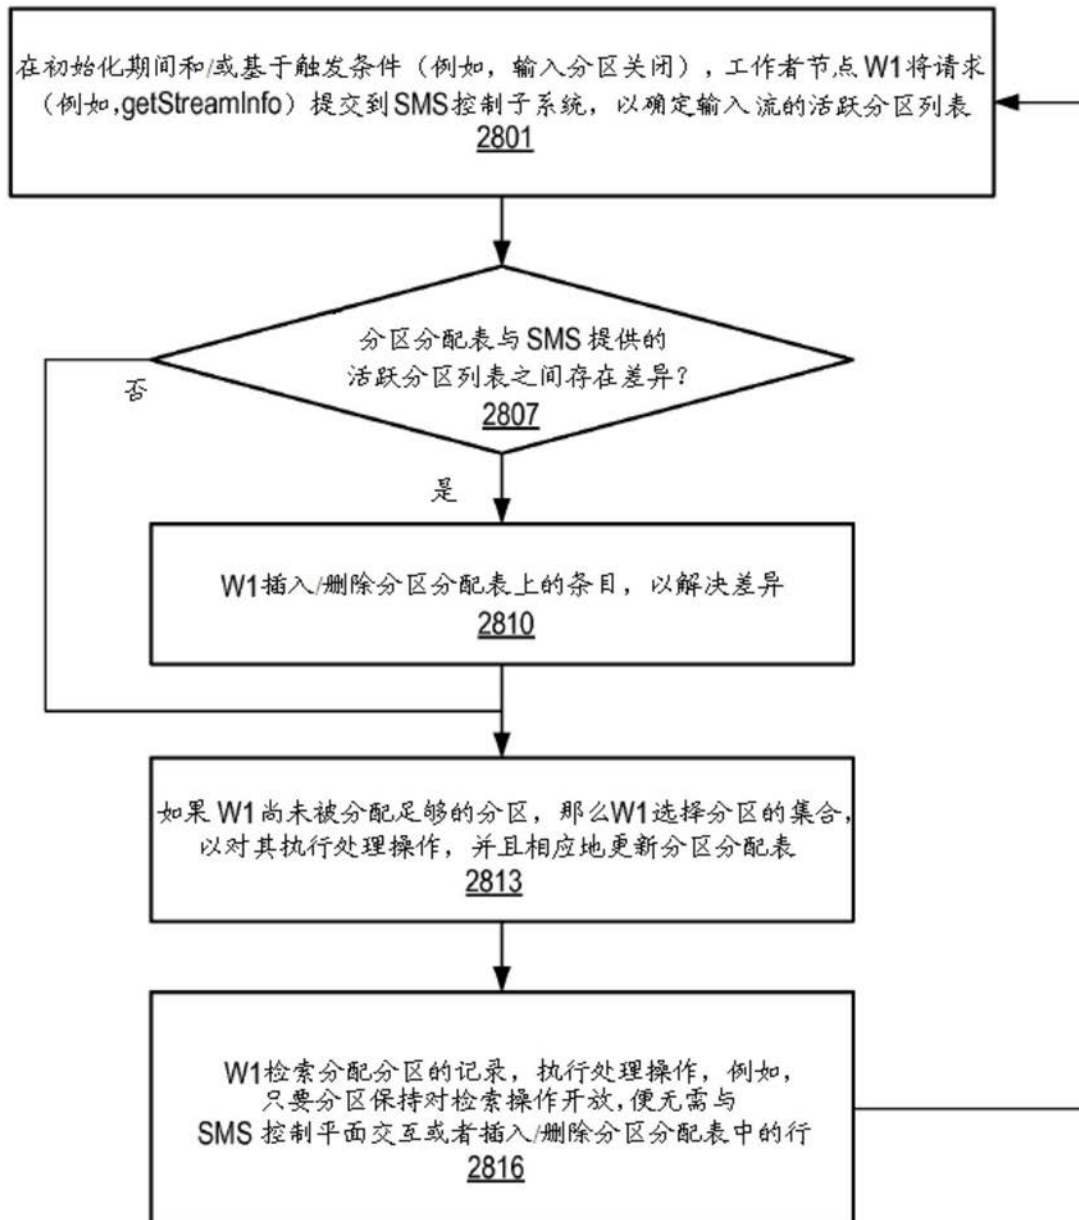 在初始化期间和/或基于触发条件（例如，输入分区关闭），工作者节点W1将请求
（例如,getStreamInfo）提交到SMS控制子系统，以确定输入流的活跃分区列表
2801
分区分配表与SMS提供的
活跃分区列表之间存在差异？
2807
否
是
W1插入/删除分区分配表上的条目，以解决差异
2810
如果W1尚未被分配足够的分区，那么W1选择分区的集合，
以对其执行处理操作，并且相应地更新分区分配表
2813
W1检索分配分区的记录，执行处理操作，例如，
只要分区保持对检索操作开放,便无需与
SMS控制平面交互或者插入/删除分区分配表中的行
2816